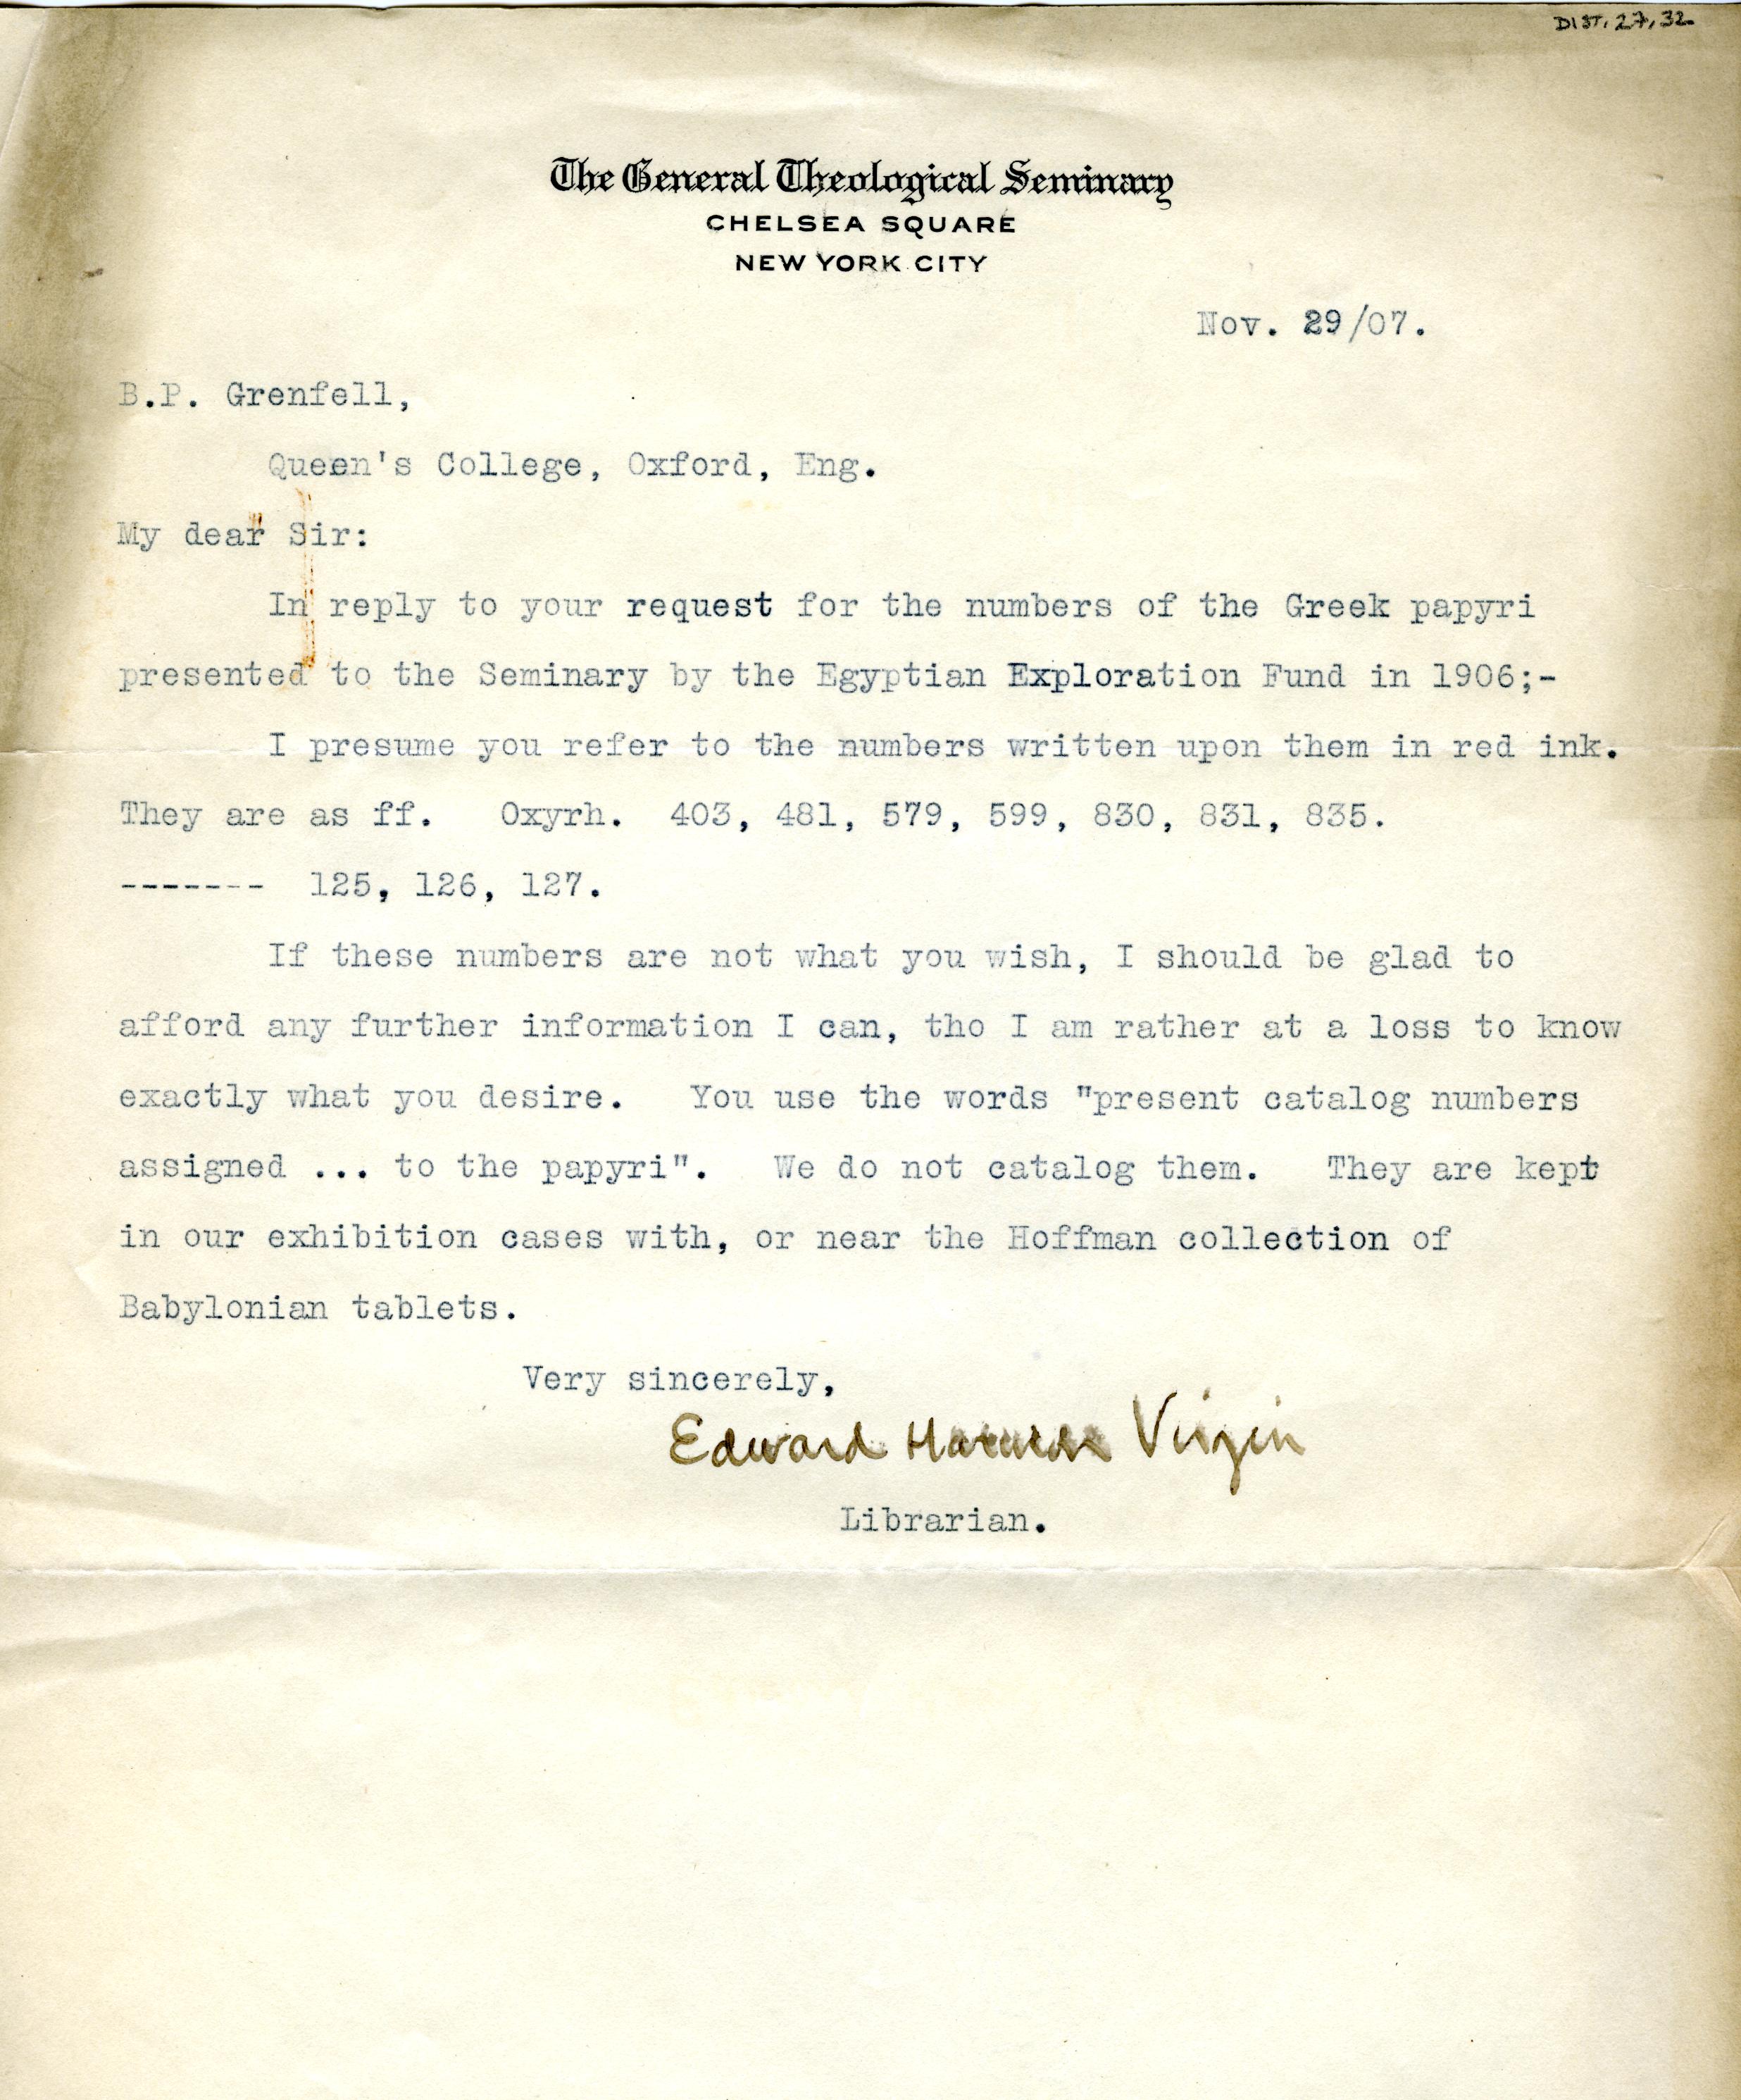 DIST. 27, 32
The General Theological Seminary
CHELSEA SQUARE
NEW YORK CITY
Nov. 29/07.
B.P. Grenfell,
Queen's College, Oxford, Eng.
My dear Sir:
In reply to your request for the numbers of the Greek papyri
presented to the Seminary by the Egyptian Exploration Fund in 1906;-
I presume you refer to the numbers written upon them in red ink.
They are as ff. Oxyrh. 403, 481, 579, 599, 830, 831, 835.
------- 125, 126, 127.
If these numbers are not what you wish, I should be glad to
afford any further information I can, tho I am rather at a loss to know
exactly what you desire. You use the words "present catalog numbers
assigned ... to the papyri". We do not catalog them. They are kept
in our exhibition cases with, or near the Hoffman collection of
Babylonian tablets.
Very sincerely,
Edward Virgin
Librarian.